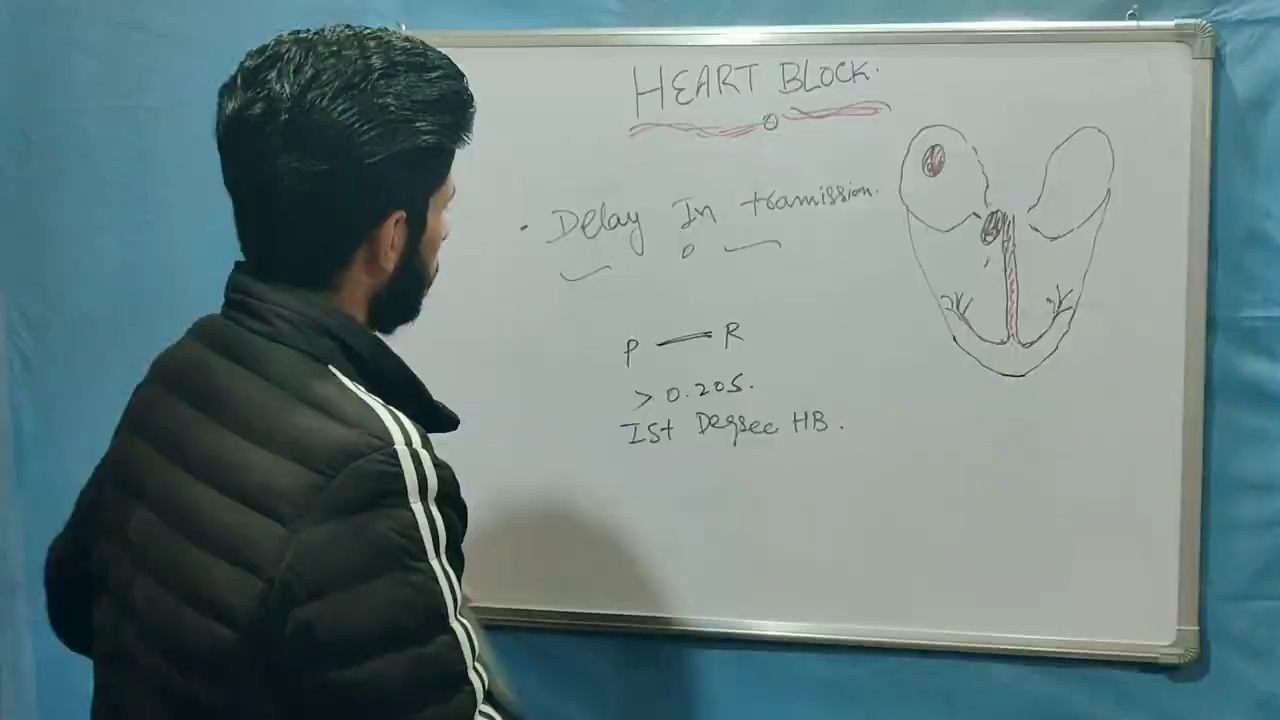 HEART BLOCK.
• Delay In tramission.
P — R
> 0.20s.
Ist Degree HB.